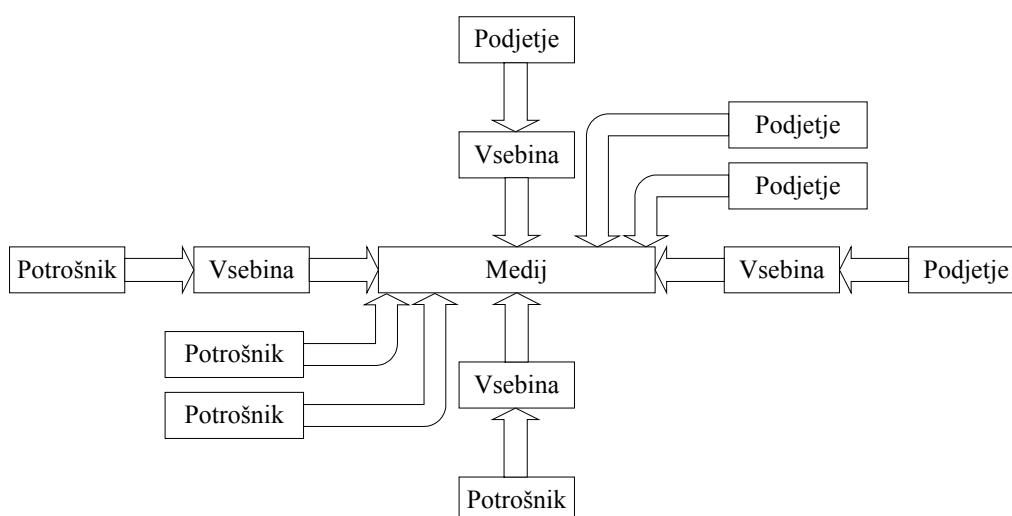 Podjetje
Podjetje
Vsebina
Podjetje
Potrošnik
Vsebina
Medij
Vsebina
Podjetje
Potrošnik
Vsebina
Potrošnik
Potrošnik